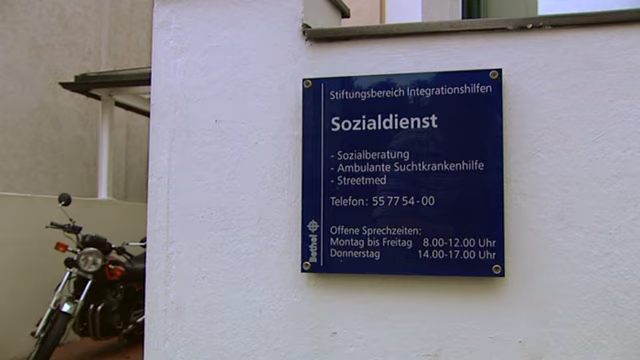 Stiftungsbereich Integrationshilfen
Sozialdienst
- Sozialberatung
- Ambulante Suchtkrankenhilfe
- Streetmed
Telefon: 55 77 54 - 00
Offene Sprechzeiten:
Montag bis Freitag 8.00-12.00 Uhr
Donnerstag 14.00-17.00 Uhr
Bethel